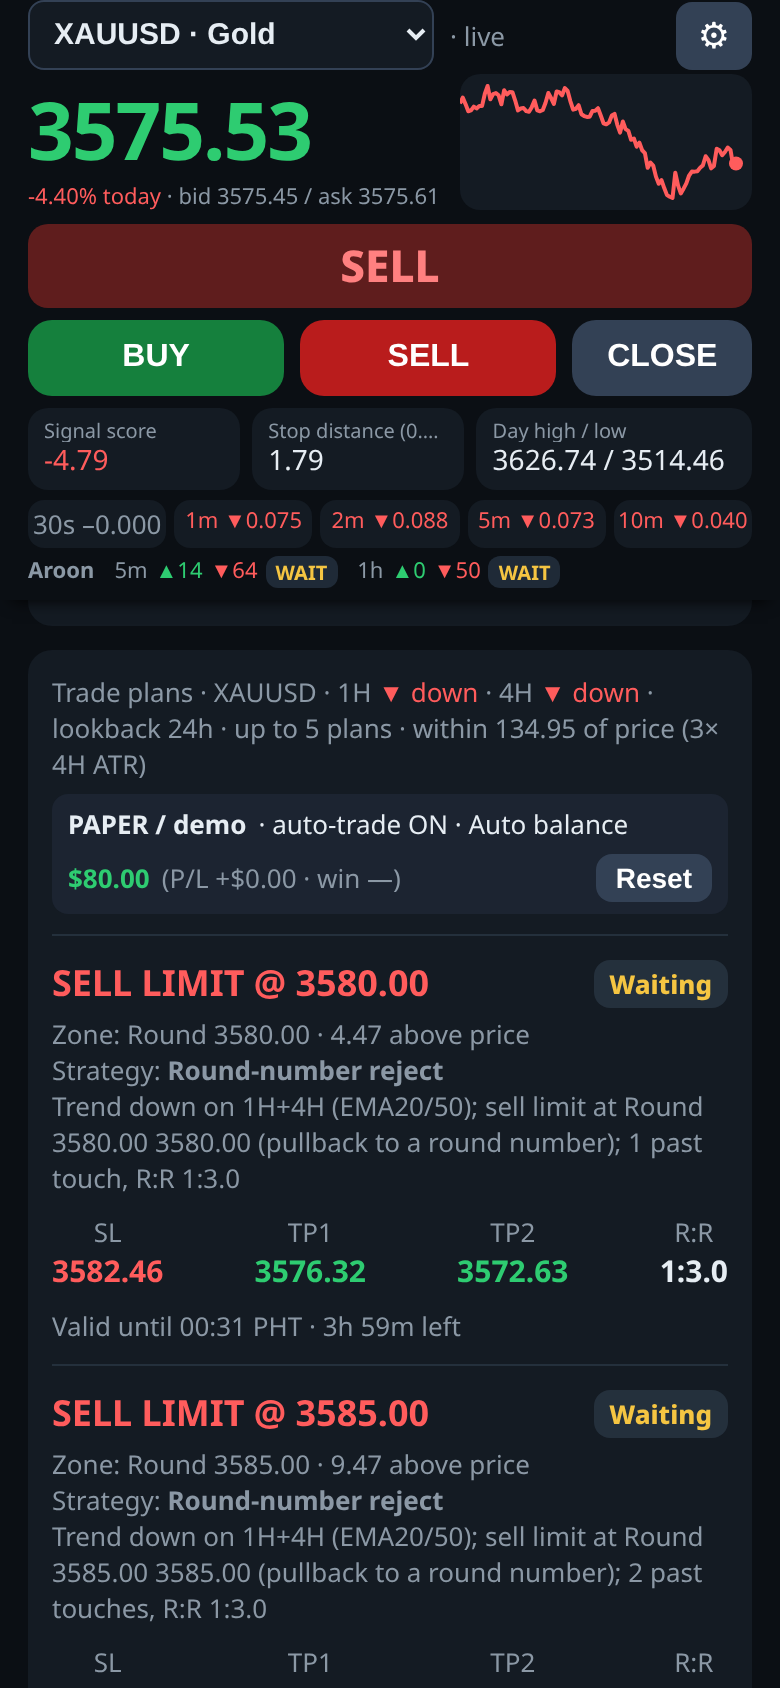 XAUUSD · Gold
· live
3575.53
-4.40% today · bid 3575.45 / ask 3575.61
SELL
BUY
SELL
CLOSE
Signal score
-4.79
Stop distance (0....
1.79
Day high / low
3626.74 / 3514.46
30s –0.000
1m ▼0.075
2m ▼0.088
5m ▼0.073
10m ▼0.040
Aroon 5m ▲14 ▼64 WAIT 1h ▲0 ▼50 WAIT
Trade plans · XAUUSD · 1H ▼ down · 4H ▼ down ·
lookback 24h · up to 5 plans · within 134.95 of price (3×
4H ATR)
PAPER / demo · auto-trade ON · Auto balance
$80.00 (P/L +$0.00 · win —)
Reset
SELL LIMIT @ 3580.00
Waiting
Zone: Round 3580.00 · 4.47 above price
Strategy: Round-number reject
Trend down on 1H+4H (EMA20/50); sell limit at Round
3580.00 3580.00 (pullback to a round number); 1 past
touch, R:R 1:3.0
SL TP1 TP2 R:R
3582.46 3576.32 3572.63 1:3.0
Valid until 00:31 PHT · 3h 59m left
SELL LIMIT @ 3585.00
Waiting
Zone: Round 3585.00 · 9.47 above price
Strategy: Round-number reject
Trend down on 1H+4H (EMA20/50); sell limit at Round
3585.00 3585.00 (pullback to a round number); 2 past
touches, R:R 1:3.0
SL TP1 TP2 R:R